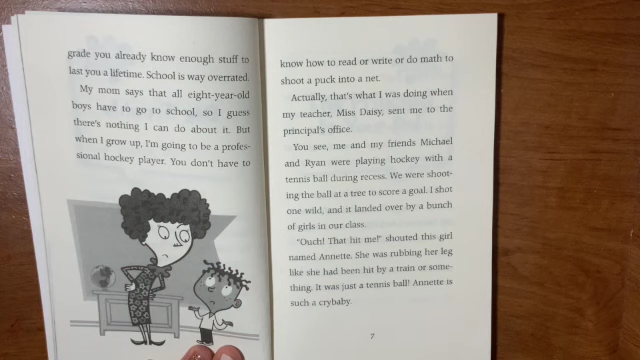 grade you already know enough stuff to
last you a lifetime. School is way overrated.
My mom says that all eight-year-old
boys have to go to school, so I guess
there's nothing I can do about it. But
when I grow up, I'm going to be a profes-
sional hockey player. You don't have to
know how to read or write or do math to
shoot a puck into a net.
Actually, that's what I was doing when
my teacher, Miss Daisy, sent me to the
principal's office.
You see, me and my friends Michael
and Ryan were playing hockey with a
tennis ball during recess. We were shoot-
ing the ball at a tree to score a goal. I shot
one wild, and it landed over by a bunch
of girls in our class.
"Ouch! That hit me!" shouted this girl
named Annette. She was rubbing her leg
like she had been hit by a train or some-
thing. It was just a tennis ball! Annette is
such a crybaby.
7